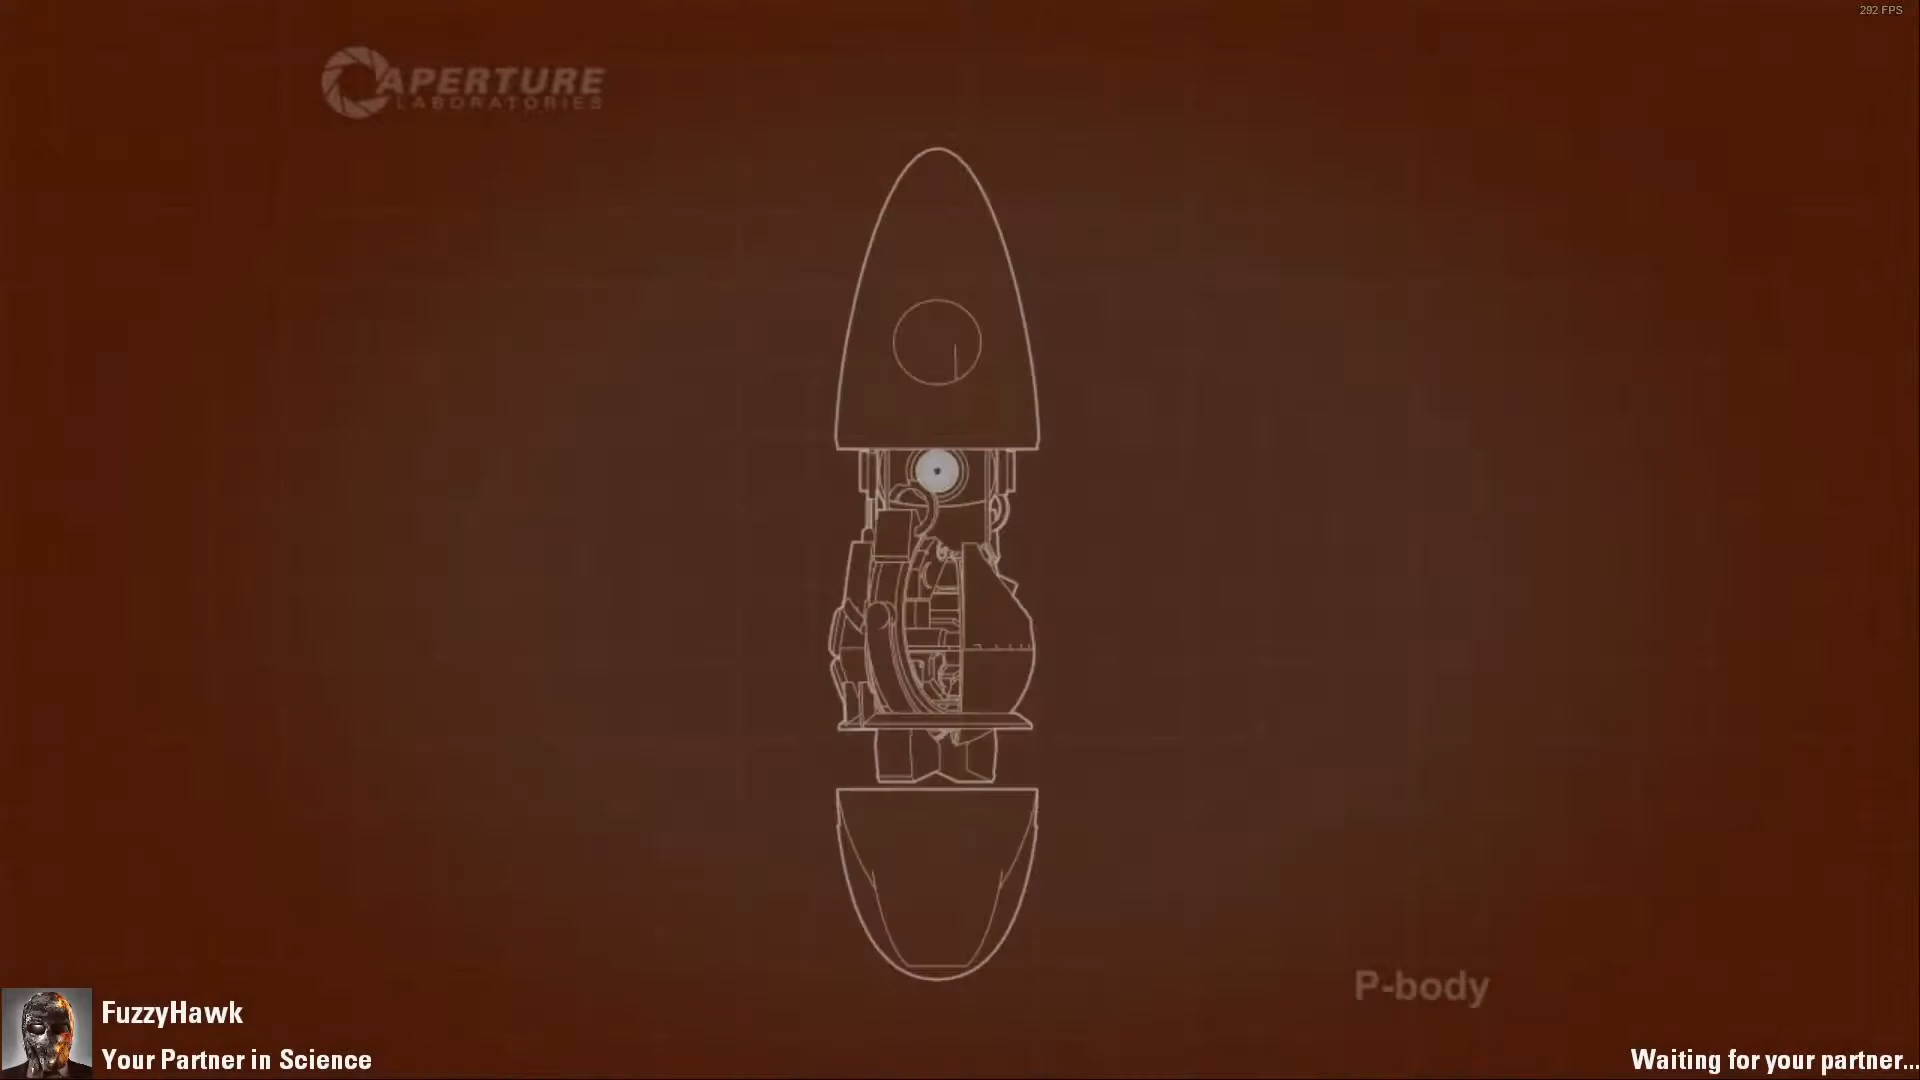 292 FPS
APERTURE
LABORATORIES
P-body
FuzzyHawk
Your Partner in Science
Waiting for your partner...